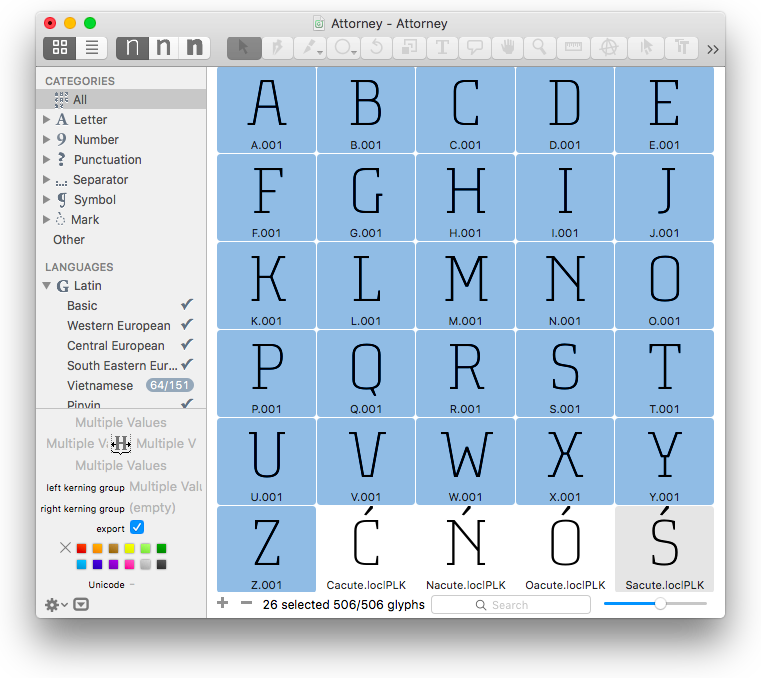 Attorney - Attorney
CATEGORIES
All
Letter
Number
Punctuation
Separator
Symbol
Mark
Other
LANGUAGES
Latin
Basic
Western European
Central European
South Eastern Eur...
Vietnamese 64/151
Pinyin
Multiple Values
Multiple Va H Multiple V
Multiple Values
left kerning group Multiple Valu
right kerning group (empty)
export
Unicode –
A B C D E
A.001 B.001 C.001 D.001 E.001
F G H I J
F.001 G.001 H.001 I.001 J.001
K L M N O
K.001 L.001 M.001 N.001 O.001
P Q R S T
P.001 Q.001 R.001 S.001 T.001
U V W X Y
U.001 V.001 W.001 X.001 Y.001
Z Ć Ń Ó Ś
Z.001 Cacute.loclPLK Nacute.loclPLK Oacute.loclPLK Sacute.loclPLK
26 selected 506/506 glyphs Search